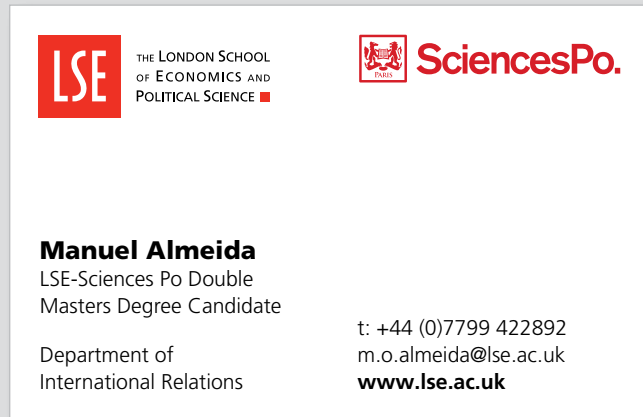 LSE
THE LONDON SCHOOL
OF ECONOMICS AND
POLITICAL SCIENCE
PARIS
SciencesPo.
Manuel Almeida
LSE-Sciences Po Double
Masters Degree Candidate
Department of
International Relations
t: +44 (0)7799 422892
m.o.almeida@lse.ac.uk
www.lse.ac.uk